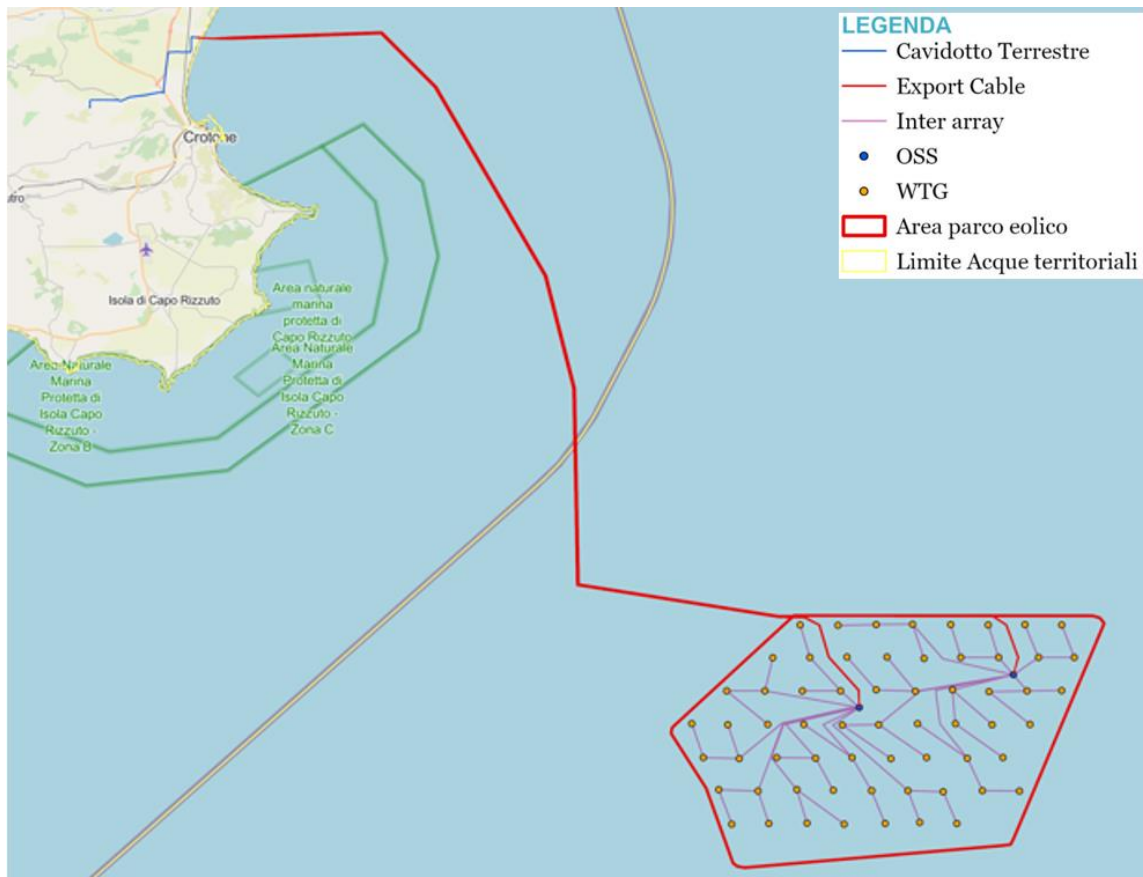 LEGENDA
Cavidotto Terrestre
Export Cable
Inter array
OSS
WTG
Area parco eolico
Limite Acque territoriali
Crotone
utro
Isola di Capo Rizzuto
Area naturale
marina
protetta di
Capo Rizzuto
Area Naturale
Marina
Protetta di
Isola Capo
Rizzuto -
Zona C
Area Naturale
Marina
Protetta di
Isola Capo
Rizzuto -
Zona B